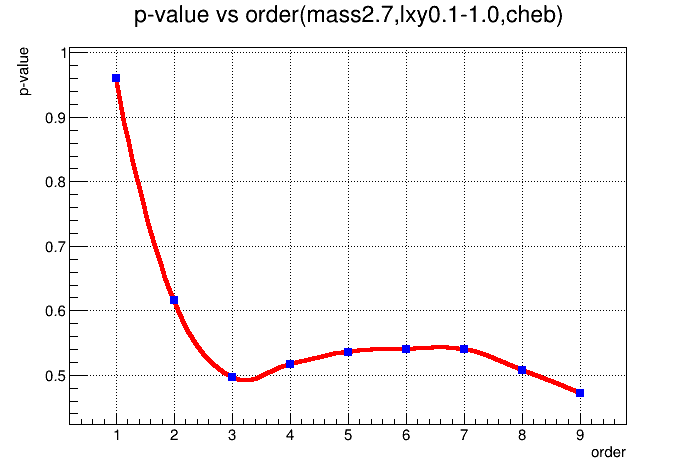 p-value vs order(mass2.7,lxy0.1-1.0,cheb)
p-value
1
0.9
0.8
0.7
0.6
0.5
1 2 3 4 5 6 7 8 9
order